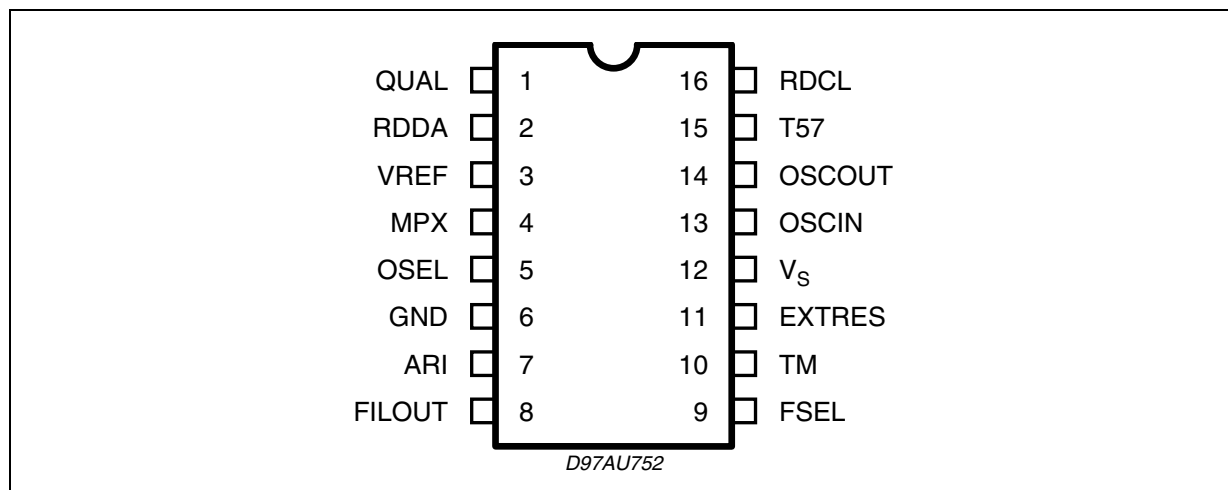 QUAL 1 16 RDCL
RDDA 2 15 T57
VREF 3 14 OSCOUT
MPX 4 13 OSCIN
OSEL 5 12 VS
GND 6 11 EXTRES
ARI 7 10 TM
FILOUT 8 9 FSEL
D97AU752